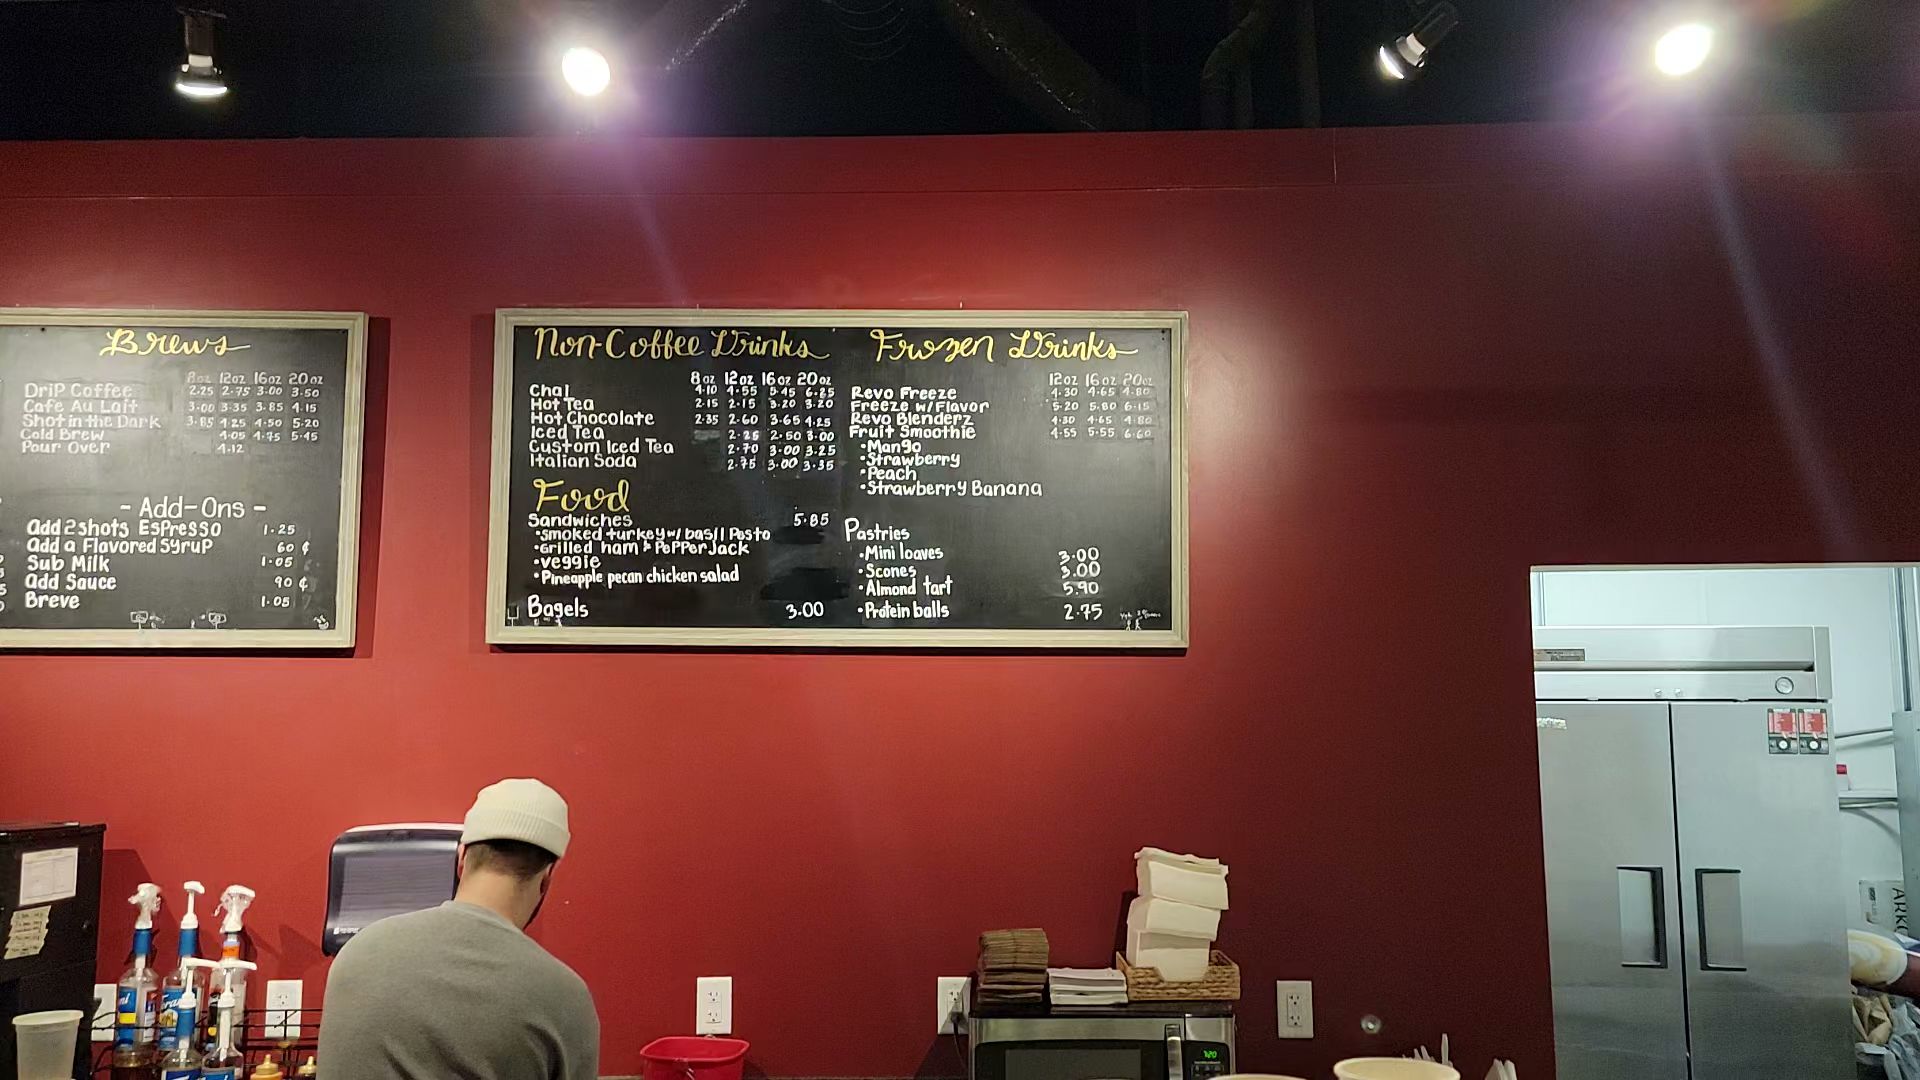 Brews
8oz 12oz 16oz 20oz
Drip Coffee 2.25 2.75 3.00 3.50
Cafe Au Lait 3.00 3.35 3.85 4.15
Shot in the Dark 3.85 4.25 4.50 5.20
Cold Brew 4.05 4.75 5.45
Pour Over 4.12
- Add-Ons -
Add 2 shots Espresso 1.25
Add a Flavored Syrup 60 ¢
Sub Milk 1.05
Add Sauce 90 ¢
Breve 1.05
Non-Coffee Drinks
8oz 12oz 16oz 20oz
Chai 4.10 4.55 5.45 6.25
Hot Tea 2.15 2.15 3.20 3.20
Hot Chocolate 2.35 2.60 3.65 4.25
Iced Tea 2.25 2.50 3.00
Custom Iced Tea 2.70 3.00 3.25
Italian Soda 2.75 3.00 3.35
Food
Sandwiches 5.85
•smoked turkey w/ basil Pesto
•Grilled ham & PePPer Jack
•veggie
•Pineapple pecan chicken salad
Bagels 3.00
Frozen Drinks
12oz 16oz 20oz
Revo Freeze 4.30 4.65 4.80
Freeze w/Flavor 5.20 5.80 6.15
Revo Blenderz 4.30 4.65 4.80
Fruit Smoothie 4.55 5.55 6.60
•Mango
•Strawberry
•Peach
•Strawberry Banana
Pastries
•Mini loaves 3.00
•Scones 3.00
•Almond tart 5.90
•Protein balls 2.75